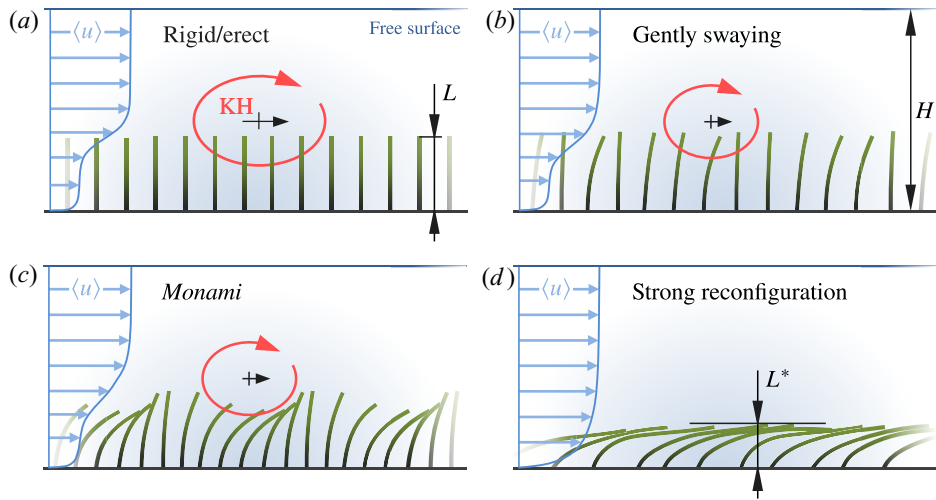 (a)
⟨u⟩
Rigid/erect
Free surface
KH
L
(b)
⟨u⟩
Gently swaying
H
(c)
⟨u⟩
Monami
(d)
⟨u⟩
Strong reconfiguration
L*